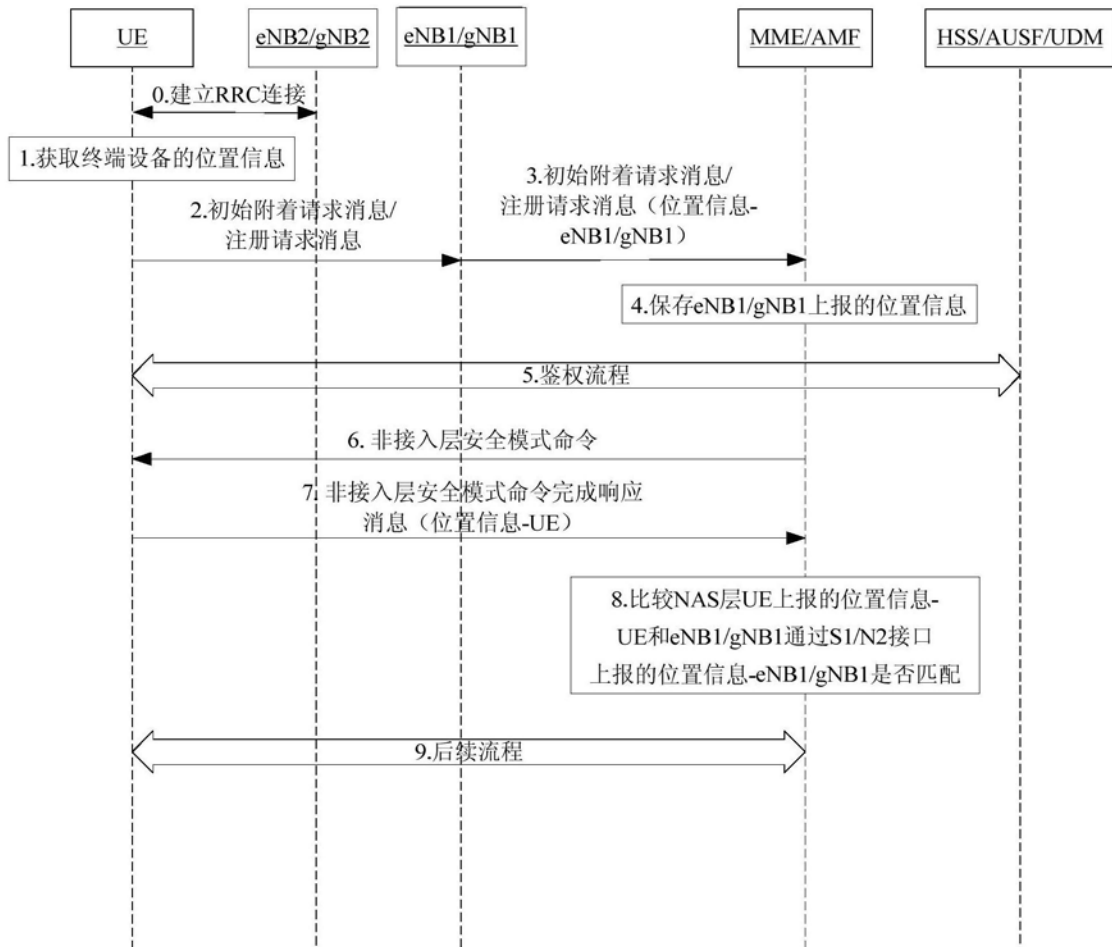 UE
eNB2/gNB2
eNB1/gNB1
MME/AMF
HSS/AUSF/UDM
0.建立RRC连接
1.获取终端设备的位置信息
2.初始附着请求消息/
注册请求消息
3.初始附着请求消息/
注册请求消息（位置信息-
eNB1/gNB1）
4.保存eNB1/gNB1上报的位置信息
5.鉴权流程
6. 非接入层安全模式命令
7. 非接入层安全模式命令完成响应
消息（位置信息-UE）
8.比较NAS层UE上报的位置信息-
UE和eNB1/gNB1通过S1/N2接口
上报的位置信息-eNB1/gNB1是否匹配
9.后续流程